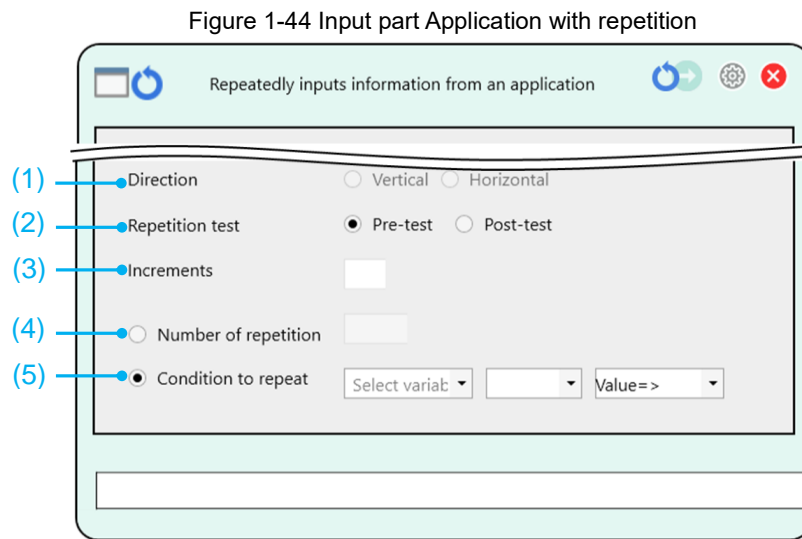 Figure 1-44 Input part Application with repetition
Repeatedly inputs information from an application
(1) Direction Vertical Horizontal
(2) Repetition test Pre-test Post-test
(3) Increments
(4) Number of repetition
(5) Condition to repeat Select variab Value=>